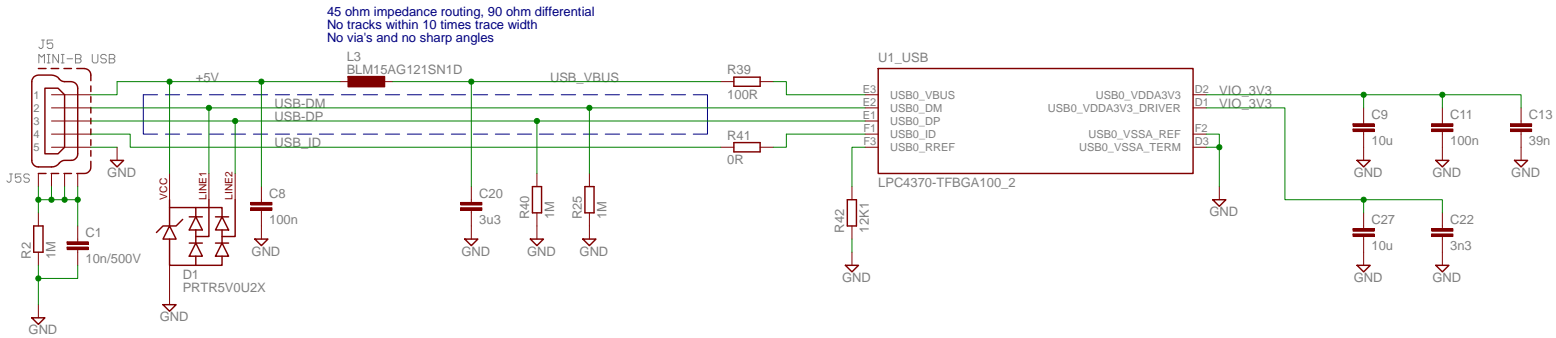 45 ohm impedance routing, 90 ohm differential
No tracks within 10 times trace width
No via's and no sharp angles
J5
MINI-B USB
1
2
3
4
5
J5S
GND
R2
1M
C1
10n/500V
GND
+5V
USB-DM
USB-DP
USB_ID
VCC
LINE1
LINE2
D1
PRTR5V0U2X
GND
C8
100n
GND
L3
BLM15AG121SN1D
USB_VBUS
C20
3u3
GND
R40
1M
GND
R25
1M
GND
R39
100R
R41
0R
R42
12K1
GND
U1_USB
E3
E2
E1
F1
F3
USB0_VBUS
USB0_DM
USB0_DP
USB0_ID
USB0_RREF
USB0_VDDA3V3
USB0_VDDA3V3_DRIVER
USB0_VSSA_REF
USB0_VSSA_TERM
D2
D1
F2
D3
LPC4370-TFBGA100_2
VIO_3V3
VIO_3V3
GND
C9
10u
GND
C11
100n
GND
C13
39n
GND
C27
10u
GND
C22
3n3
GND